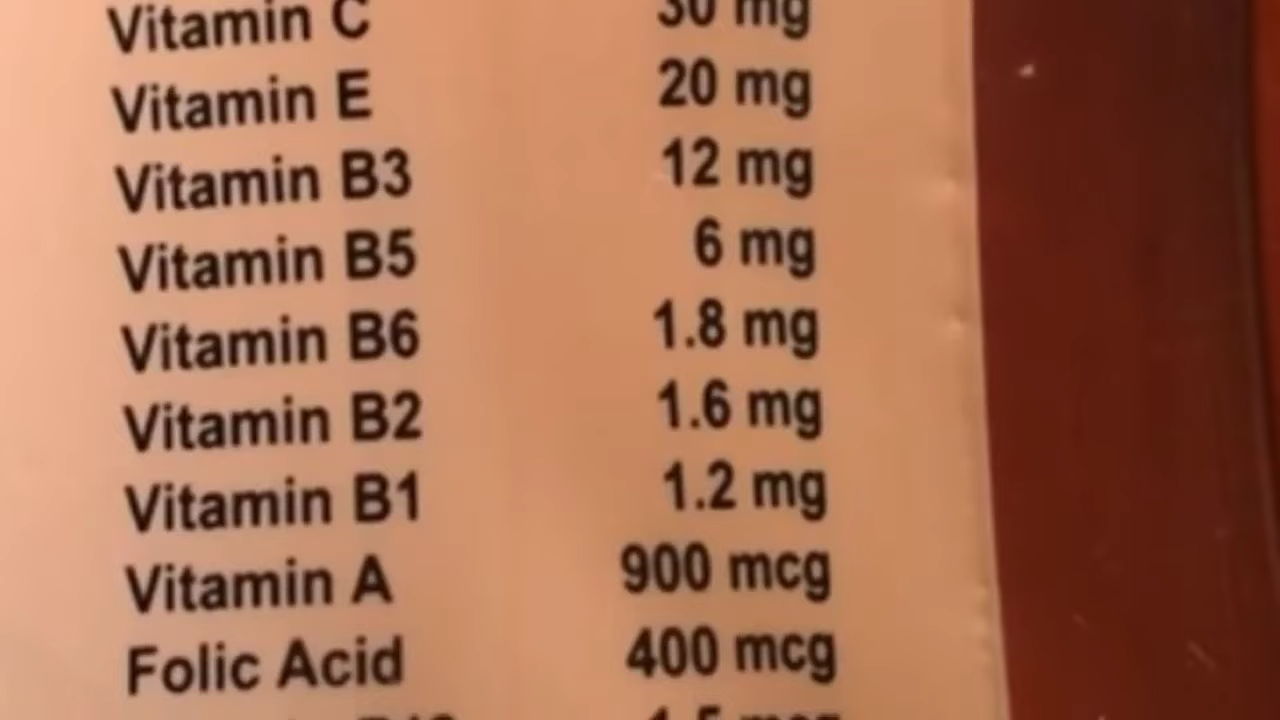 Vitamin C 30 mg
Vitamin E 20 mg
Vitamin B3 12 mg
Vitamin B5 6 mg
Vitamin B6 1.8 mg
Vitamin B2 1.6 mg
Vitamin B1 1.2 mg
Vitamin A 900 mcg
Folic Acid 400 mcg